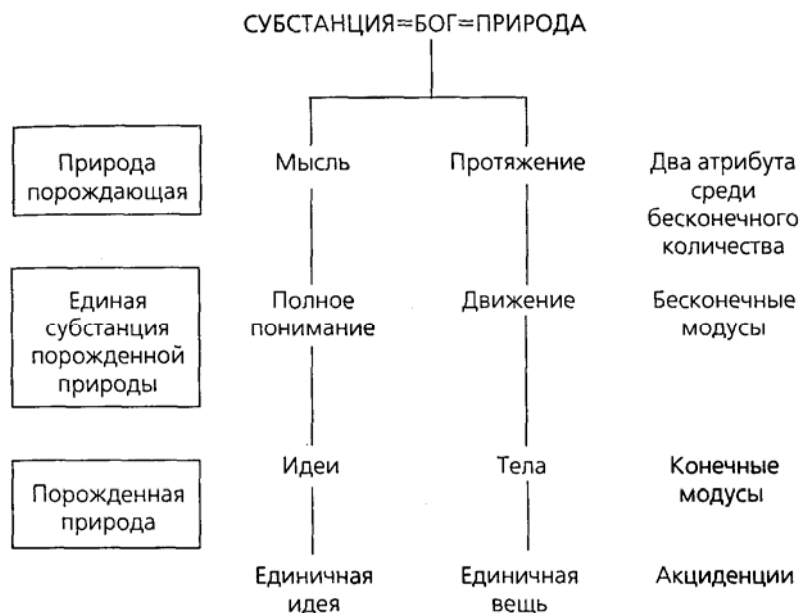 СУБСТАНЦИЯ=БОГ=ПРИРОДА
Природа
порождающая
Мысль
Протяжение
Два атрибута
среди
бесконечного
количества
Единая
субстанция
порожденной
природы
Полное
понимание
Движение
Бесконечные
модусы
Порожденная
природа
Идеи
Тела
Конечные
модусы
Единичная
идея
Единичная
вещь
Акциденции